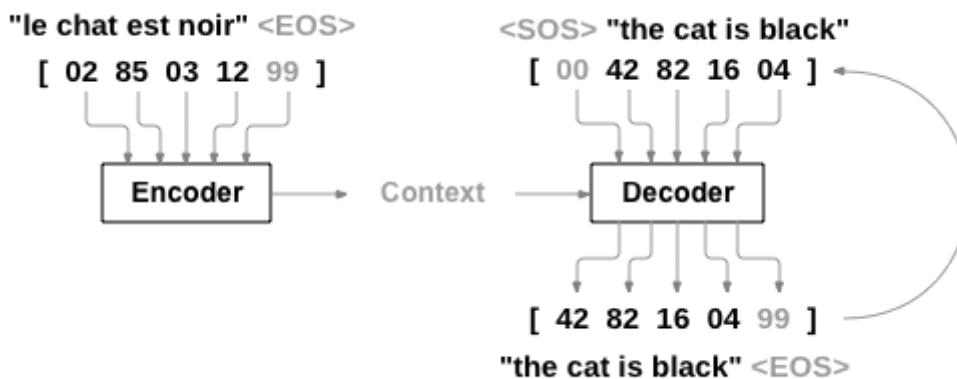 "le chat est noir" <EOS>
[ 02 85 03 12 99 ]
Encoder
Context
<SOS> "the cat is black"
[ 00 42 82 16 04 ]
Decoder
[ 42 82 16 04 99 ]
"the cat is black" <EOS>